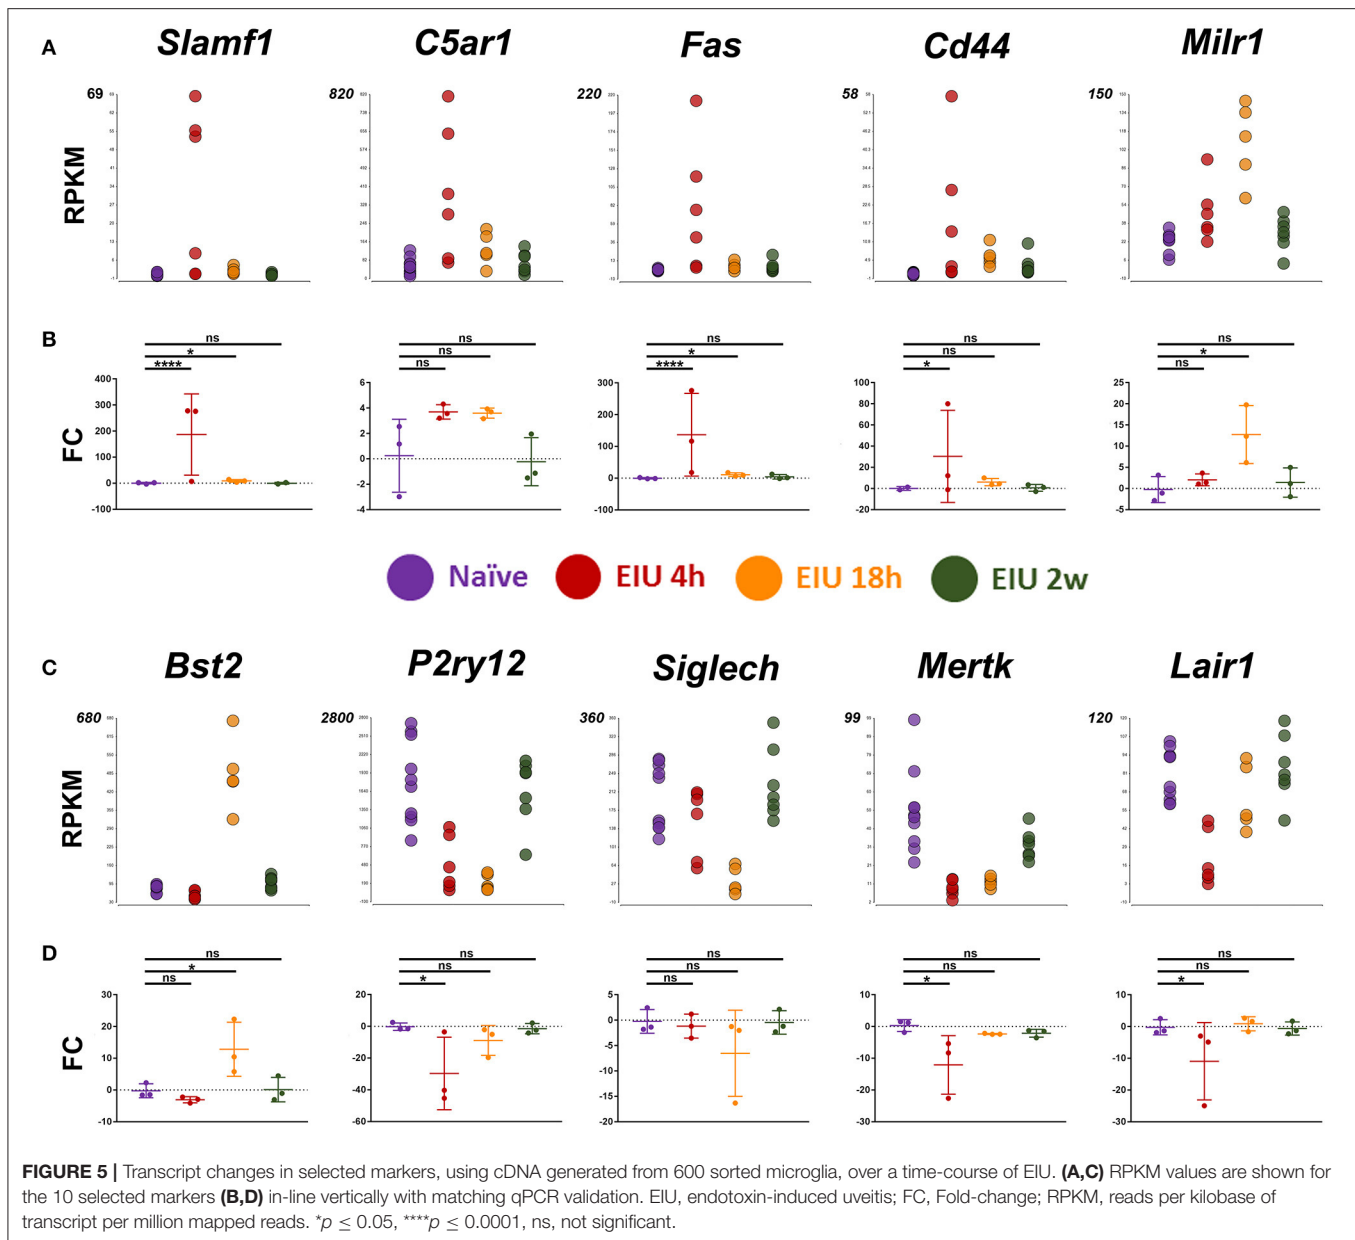 A
Slamf1 C5ar1 Fas Cd44 Milr1
RPKM
69 820 220 58 150
B
FC
ns ns ns ns ns
* ns * ns *
**** ns **** * ns
400 300 200 100 0 -100
6 4 2 0 -2 -4
300 200 100 0 -100
100 80 60 40 20 0 -20
25 20 15 10 5 0 -5
Naïve EIU 4h EIU 18h EIU 2w
C
Bst2 P2ry12 Siglech Mertk Lair1
RPKM
680 2800 360 99 120
D
FC
ns ns ns ns ns
* ns ns ns ns
ns * ns * *
30 20 10 0 -10
20 0 -20 -40 -60
5 0 -5 -10 -15 -20
10 0 -10 -20 -30
10 0 -10 -20 -30
FIGURE 5 | Transcript changes in selected markers, using cDNA generated from 600 sorted microglia, over a time-course of EIU. (A,C) RPKM values are shown for
the 10 selected markers (B,D) in-line vertically with matching qPCR validation. EIU, endotoxin-induced uveitis; FC, Fold-change; RPKM, reads per kilobase of
transcript per million mapped reads. *p ≤ 0.05, ****p ≤ 0.0001, ns, not significant.